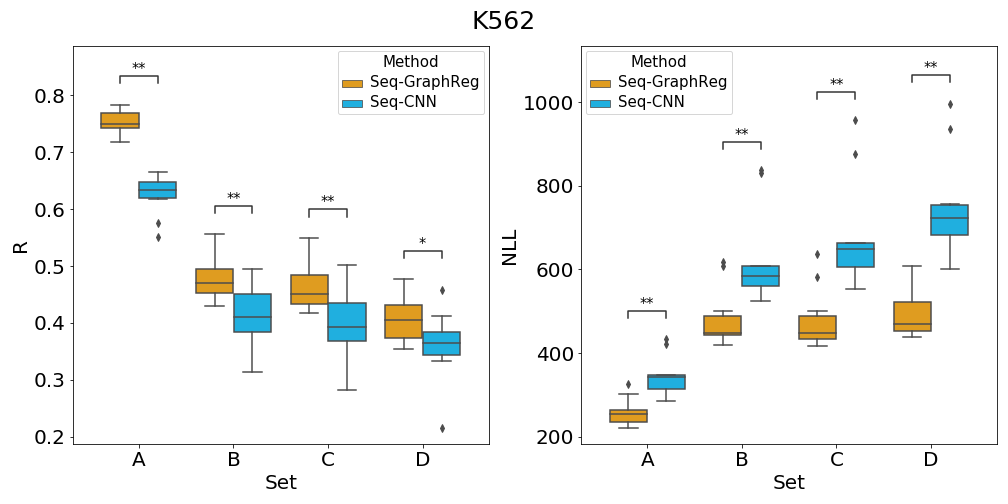 K562
R
0.8
0.7
0.6
0.5
0.4
0.3
0.2
**
**
**
*
Method
Seq-GraphReg
Seq-CNN
A B C D
Set
NLL
1000
800
600
400
200
Method
Seq-GraphReg
Seq-CNN
**
**
**
**
A B C D
Set